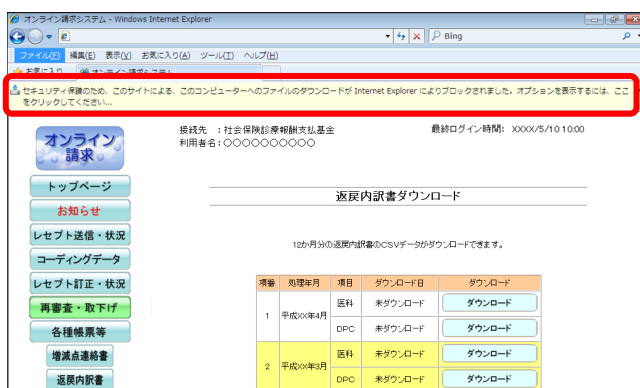 オンライン請求システム - Windows Internet Explorer
Bing
ファイル(F) 編集(E) 表示(V) お気に入り(A) ツール(T) ヘルプ(H)
お気に入り オンライン請求システム
セキュリティ保護のため、このサイトによる、このコンピューターへのファイルのダウンロードが Internet Explorer によりブロックされました。オプションを表示するには、ここ
をクリックしてください...
オンライン
請求
接続先 :社会保険診療報酬支払基金
最終ログイン時間: XXXX/5/10 10:00
利用者名:〇〇〇〇〇〇〇〇〇〇
トップページ
お知らせ
レセプト送信・状況
コーディングデータ
レセプト訂正・状況
再審査・取下げ
各種帳票等
増減点連絡書
返戻内訳書
返戻内訳書ダウンロード
12か月分の返戻内訳書のCSVデータがダウンロードできます。
項番 処理年月 項目 ダウンロード日 ダウンロード
1 平成XX年4月 医科 未ダウンロード ダウンロード
DPC 未ダウンロード ダウンロード
2 平成XX年3月 医科 未ダウンロード ダウンロード
DPC 未ダウンロード ダウンロード